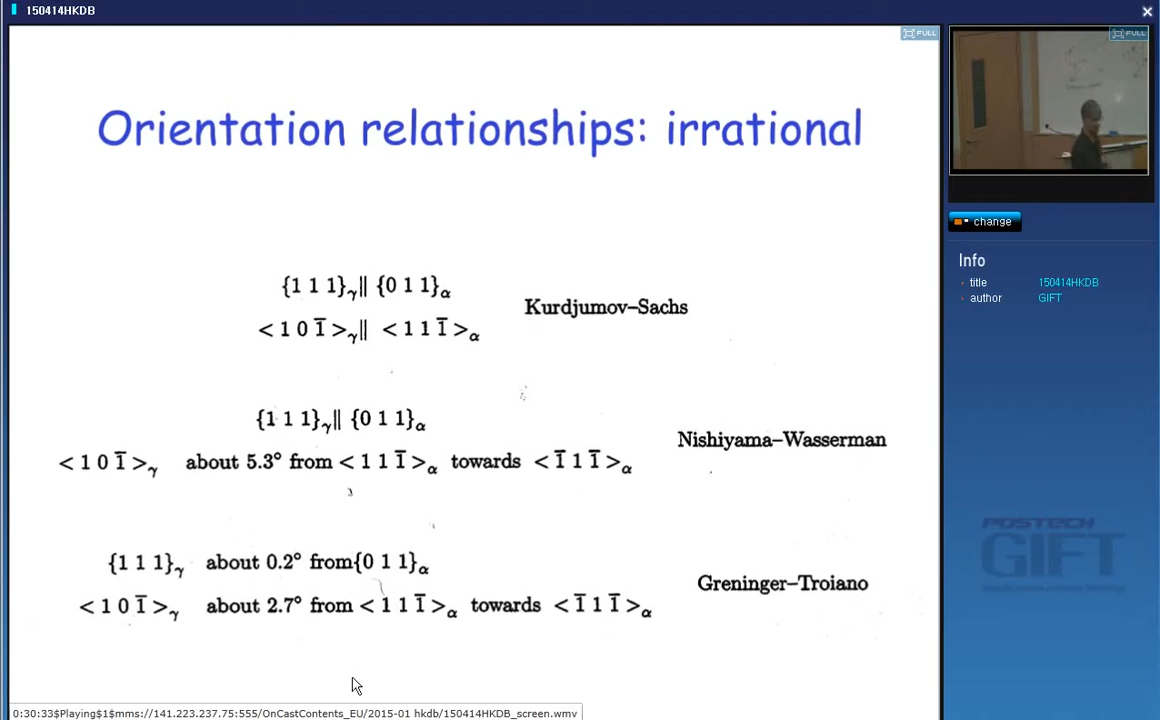 150414HKDB
FULL
FULL
Orientation relationships: irrational
{1 1 1}γ∥ {0 1 1}α
Kurdjumov–Sachs
<1 0 1̅>γ∥ <1 1 1̅>α
{1 1 1}γ∥ {0 1 1}α
Nishiyama–Wasserman
<1 0 1̅>γ about 5.3° from <1 1 1̅>α towards <1̅ 1 1̅>α
{1 1 1}γ about 0.2° from{0 1 1}α
Greninger–Troiano
<1 0 1̅>γ about 2.7° from <1 1 1̅>α towards <1̅ 1 1̅>α
change
Info
title 150414HKDB
author GIFT
POSTECH
GIFT
0:30:33$Playing$1$mms://141.223.237.75:555/OnCastContents_EU/2015-01 hkdb/150414HKDB_screen.wmv